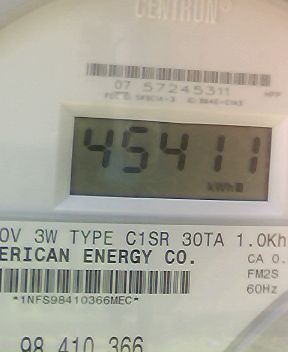 CENTRON®
07 57245311
45411
kWh
0V 3W TYPE C1SR 30TA 1.0Kh
ERICAN ENERGY CO.
CA 0.
FM2S
*1NFS98410366MEC*
60Hz
98 410 366